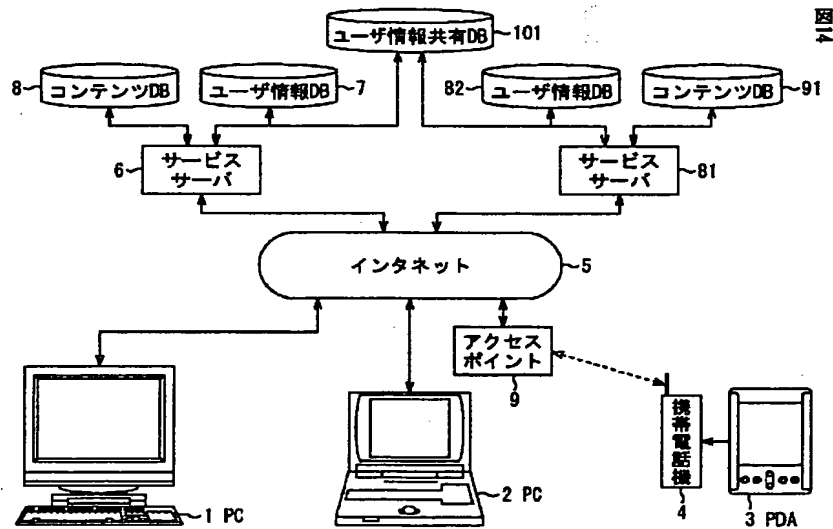 図14
ユーザ情報共有DB
101
8
コンテンツDB
ユーザ情報DB
7
82
ユーザ情報DB
コンテンツDB
91
6
サービス
サーバ
サービス
サーバ
81
インタネット
5
アクセス
ポイント
9
携帯電話機
4
1 PC
2 PC
3 PDA